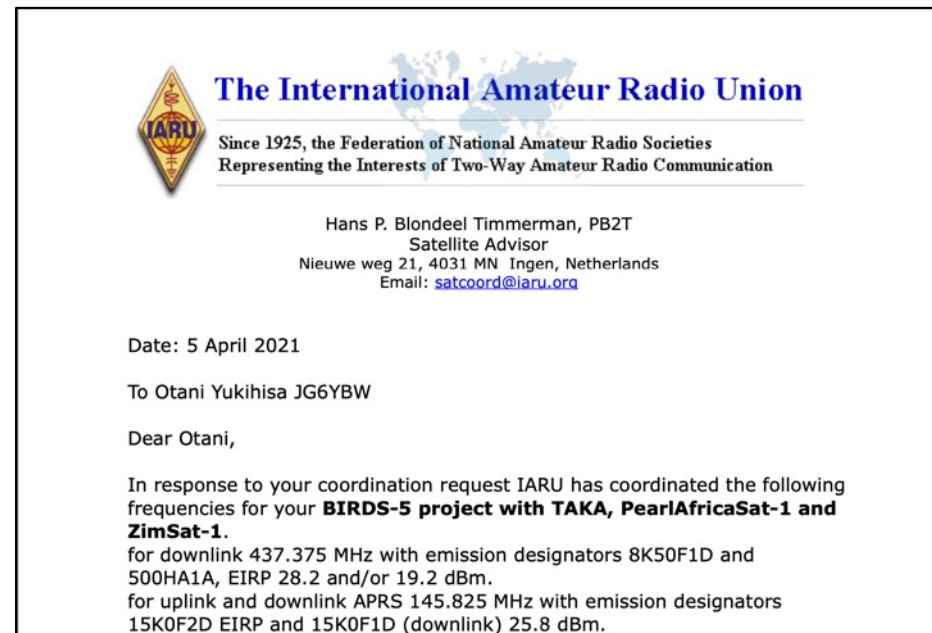 IARU
The International Amateur Radio Union
Since 1925, the Federation of National Amateur Radio Societies
Representing the Interests of Two-Way Amateur Radio Communication
Hans P. Blondeel Timmerman, PB2T
Satellite Advisor
Nieuwe weg 21, 4031 MN Ingen, Netherlands
Email: satcoord@iaru.org
Date: 5 April 2021
To Otani Yukihisa JG6YBW
Dear Otani,
In response to your coordination request IARU has coordinated the following
frequencies for your BIRDS-5 project with TAKA, PearlAfricaSat-1 and
ZimSat-1.
for downlink 437.375 MHz with emission designators 8K50F1D and
500HA1A, EIRP 28.2 and/or 19.2 dBm.
for uplink and downlink APRS 145.825 MHz with emission designators
15K0F2D EIRP and 15K0F1D (downlink) 25.8 dBm.